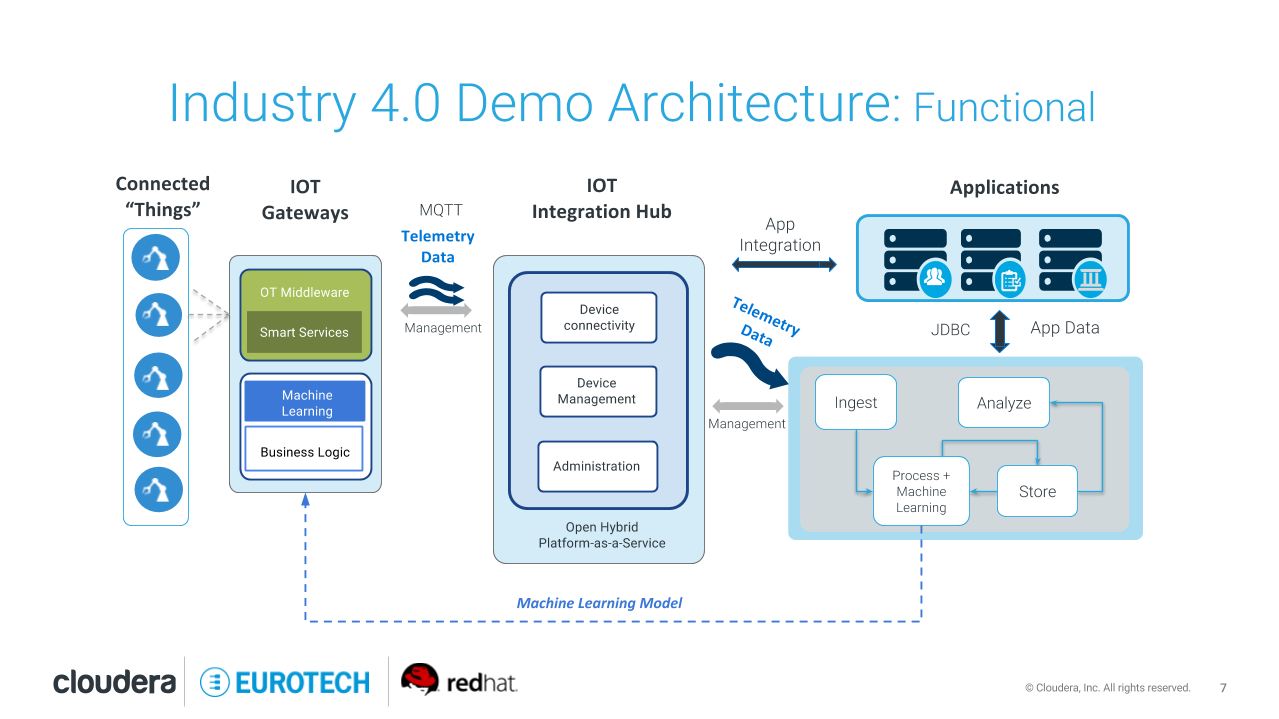 Industry 4.0 Demo Architecture: Functional
Connected
“Things”
IOT
Gateways
OT Middleware
Smart Services
Machine
Learning
Business Logic
MQTT
Telemetry
Data
Management
IOT
Integration Hub
Device
connectivity
Device
Management
Administration
Open Hybrid
Platform-as-a-Service
App
Integration
Telemetry
Data
Management
Applications
JDBC
App Data
Ingest
Analyze
Process +
Machine
Learning
Store
Machine Learning Model
cloudera
EUROTECH
redhat.
© Cloudera, Inc. All rights reserved.
7